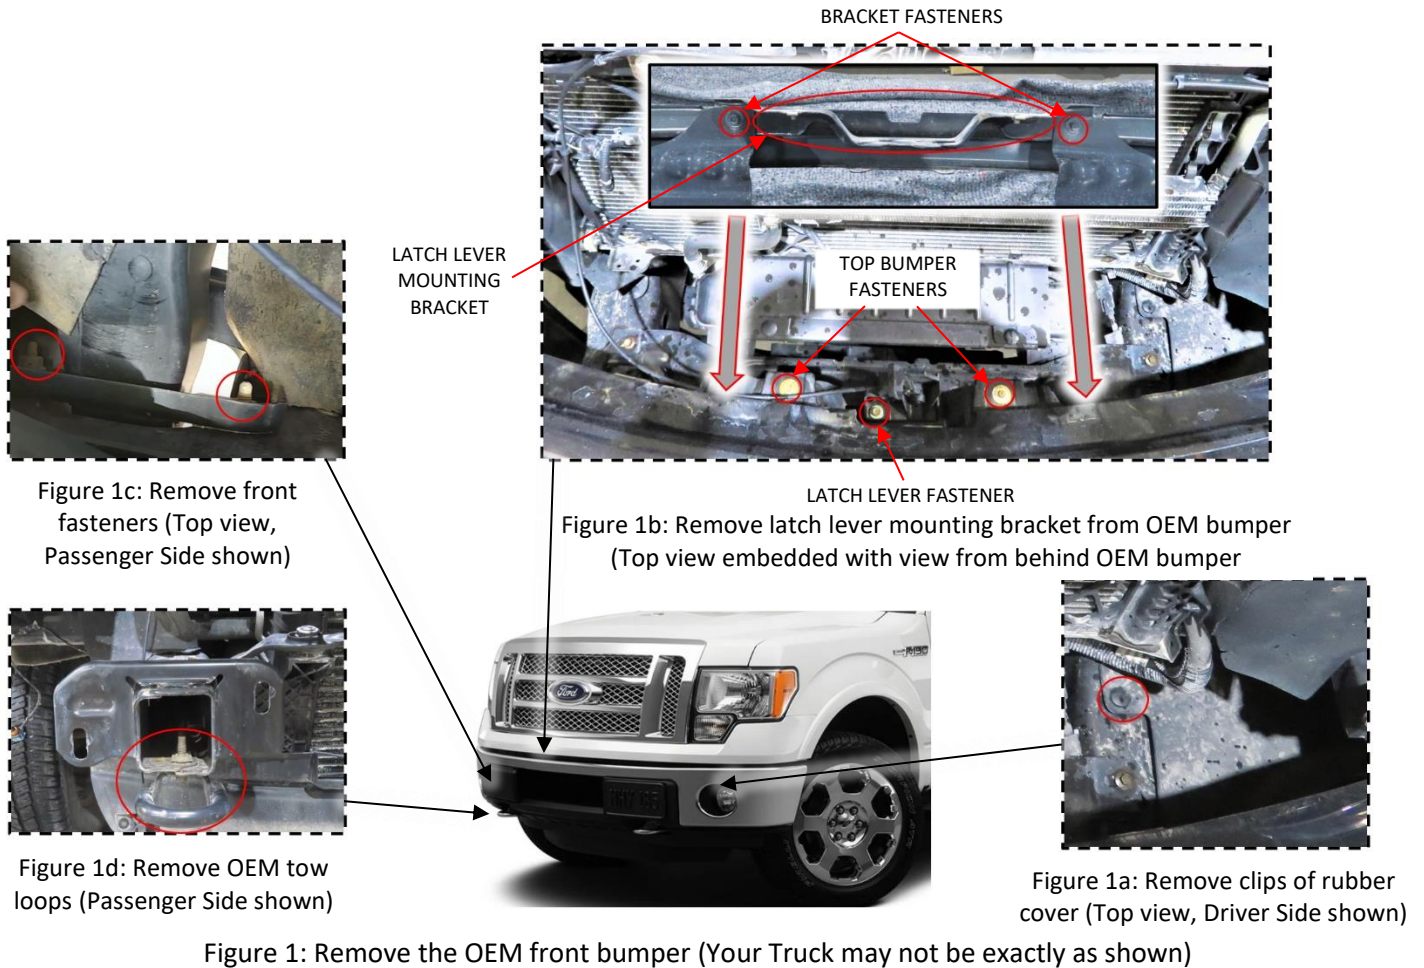 BRACKET FASTENERS
LATCH LEVER
MOUNTING
BRACKET
TOP BUMPER
FASTENERS
LATCH LEVER FASTENER
Figure 1c: Remove front
fasteners (Top view,
Passenger Side shown)
Figure 1b: Remove latch lever mounting bracket from OEM bumper
(Top view embedded with view from behind OEM bumper
Ford
Figure 1d: Remove OEM tow
loops (Passenger Side shown)
Figure 1a: Remove clips of rubber
cover (Top view, Driver Side shown)
Figure 1: Remove the OEM front bumper (Your Truck may not be exactly as shown)